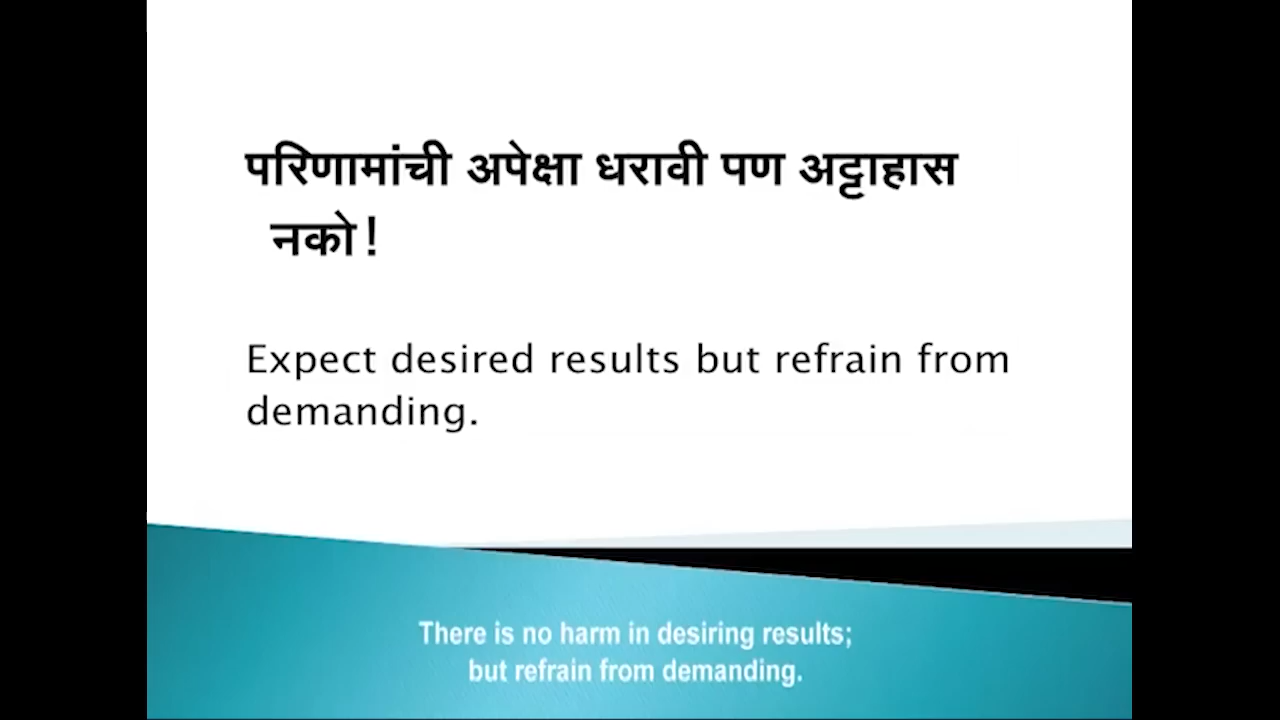 परिणामांची अपेक्षा धरावी पण अट्टाहास
नको!
Expect desired results but refrain from
demanding.
There is no harm in desiring results;
but refrain from demanding.